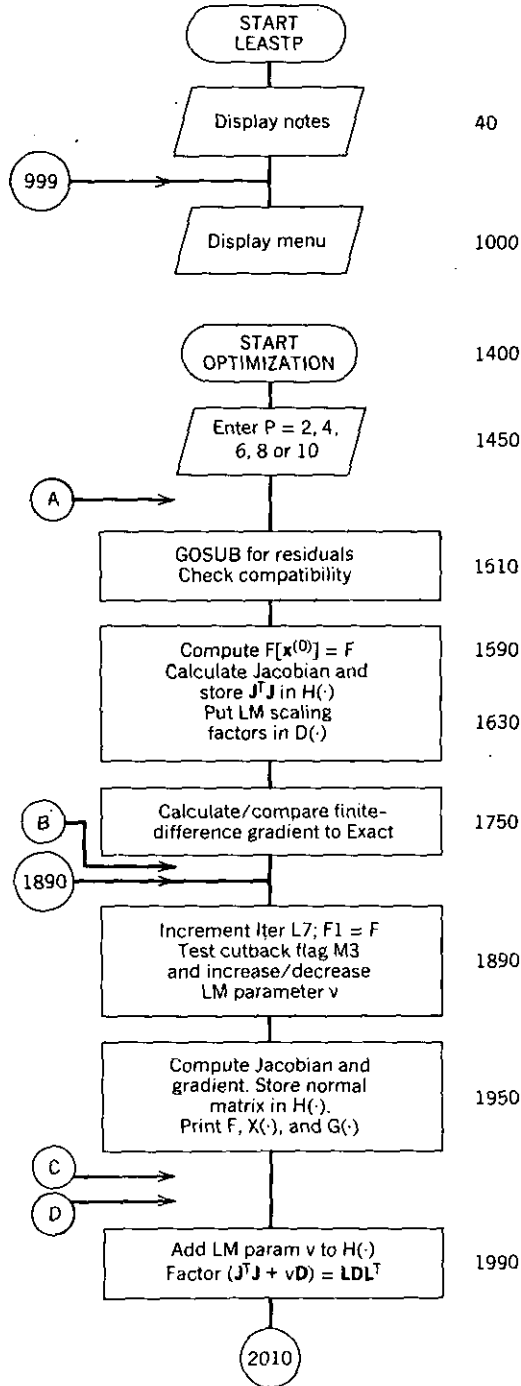 START
LEASTP
Display notes
40
999
Display menu
1000
START
OPTIMIZATION
1400
Enter P = 2, 4,
6, 8 or 10
1450
A
GOSUB for residuals
Check compatibility
1510
Compute F[x⁽⁰⁾] = F
1590
Calculate Jacobian and
store JᵀJ in H(·)
Put LM scaling
1630
factors in D(·)
Calculate/compare finite-
difference gradient to Exact
1750
B
1890
Increment Iter L7; F1 = F
Test cutback flag M3
and increase/decrease
1890
LM parameter v
Compute Jacobian and
gradient. Store normal
matrix in H(·).
1950
Print F, X(·), and G(·)
C
D
Add LM param v to H(·)
1990
Factor (JᵀJ + vD) = LDLᵀ
2010